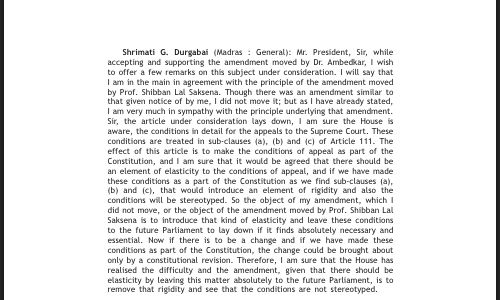 Shrimati G. Durgabai (Madras : General): Mr. President, Sir, while
accepting and supporting the amendment moved by Dr. Ambedkar, I wish
to offer a few remarks on this subject under consideration. I will say that
I am in the main in agreement with the principle of the amendment moved
by Prof. Shibban Lal Saksena. Though there was an amendment similar to
that given notice of by me, I did not move it; but as I have already stated,
I am very much in sympathy with the principle underlying that amendment.
Sir, the article under consideration lays down, I am sure the House is
aware, the conditions in detail for the appeals to the Supreme Court. These
conditions are treated in sub-clauses (a), (b) and (c) of Article 111. The
effect of this article is to make the conditions of appeal as part of the
Constitution, and I am sure that it would be agreed that there should be
an element of elasticity to the conditions of appeal, and if we have made
these conditions as a part of the Constitution as we find sub-clauses (a),
(b) and (c), that would introduce an element of rigidity and also the
conditions will be stereotyped. So the object of my amendment, which I
did not move, or the object of the amendment moved by Prof. Shibban Lal
Saksena is to introduce that kind of elasticity and leave these conditions
to the future Parliament to lay down if it finds absolutely necessary and
essential. Now if there is to be a change and if we have made these
conditions as part of the Constitution, the change could be brought about
only by a constitutional revision. Therefore, I am sure that the House has
realised the difficulty and the amendment, given that there should be
elasticity by leaving this matter absolutely to the future Parliament, is to
remove that rigidity and see that the conditions are not stereotyped.